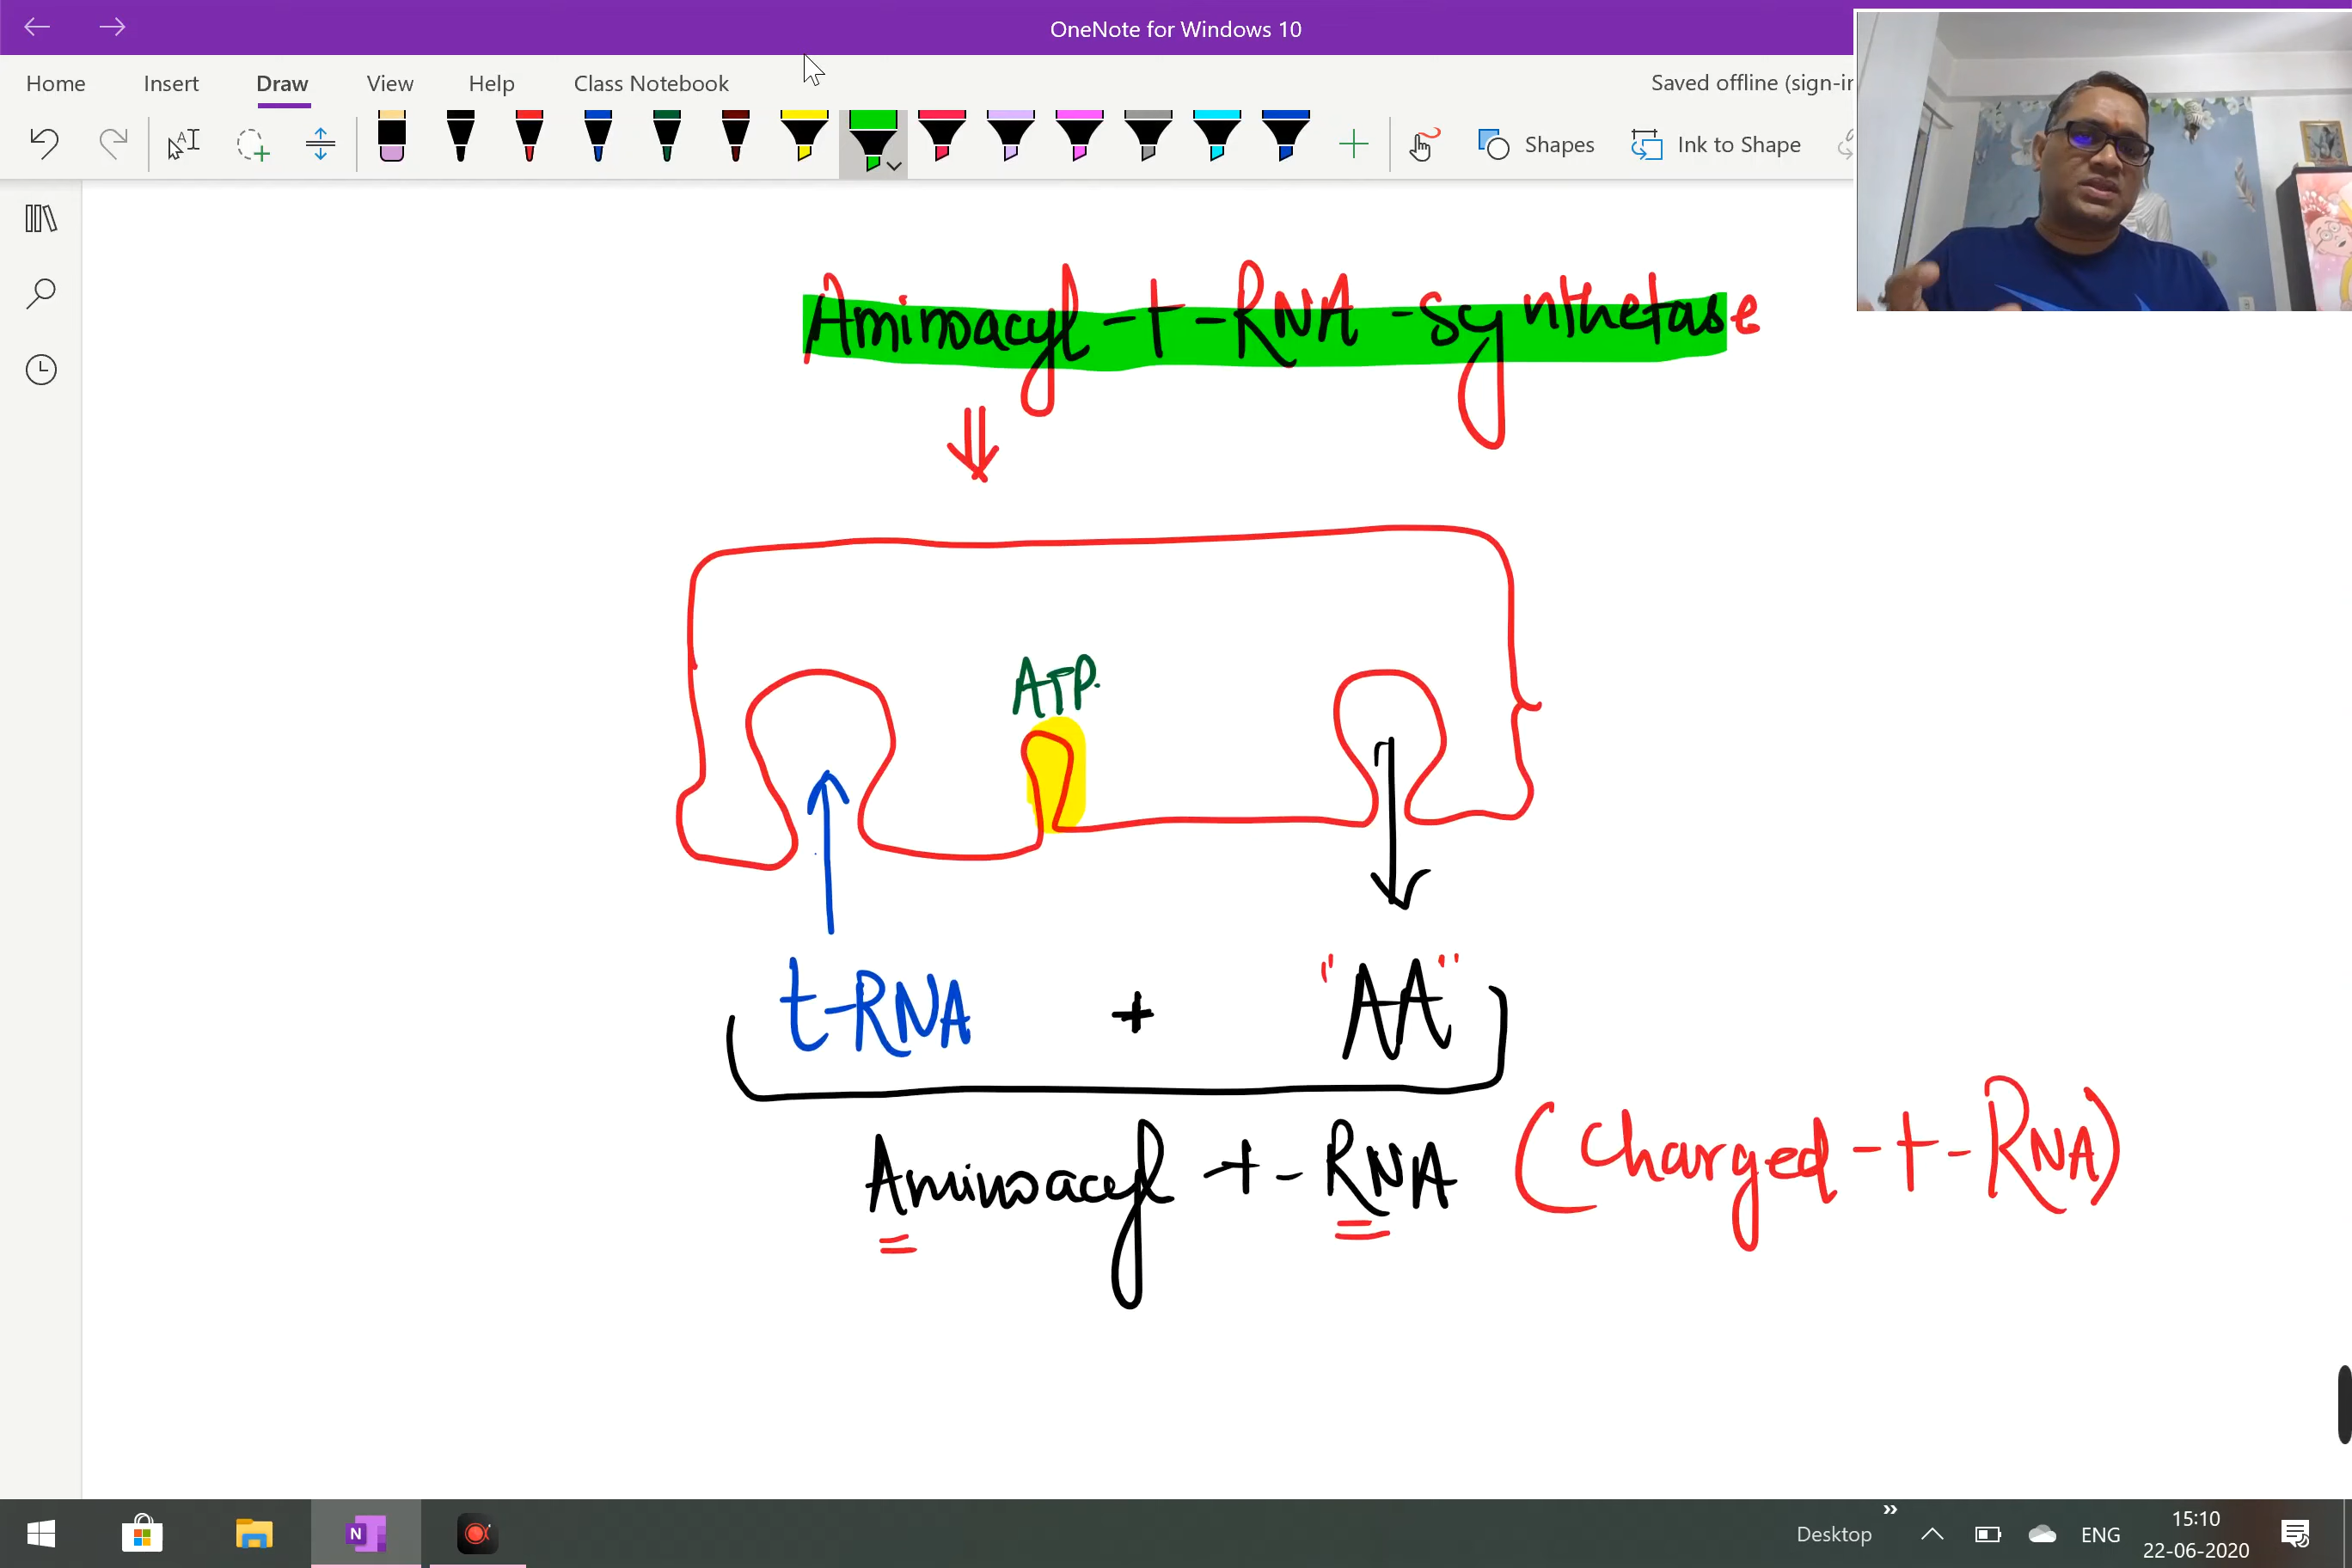 OneNote for Windows 10
Home Insert Draw View Help Class Notebook Saved offline (sign-in
Shapes Ink to Shape
Aminoacyl-t-RNA-synthetase
ATP.
t-RNA + "AA"
Aminoacyl-t-RNA (Charged-t-RNA)
Desktop ENG 15:10
22-06-2020